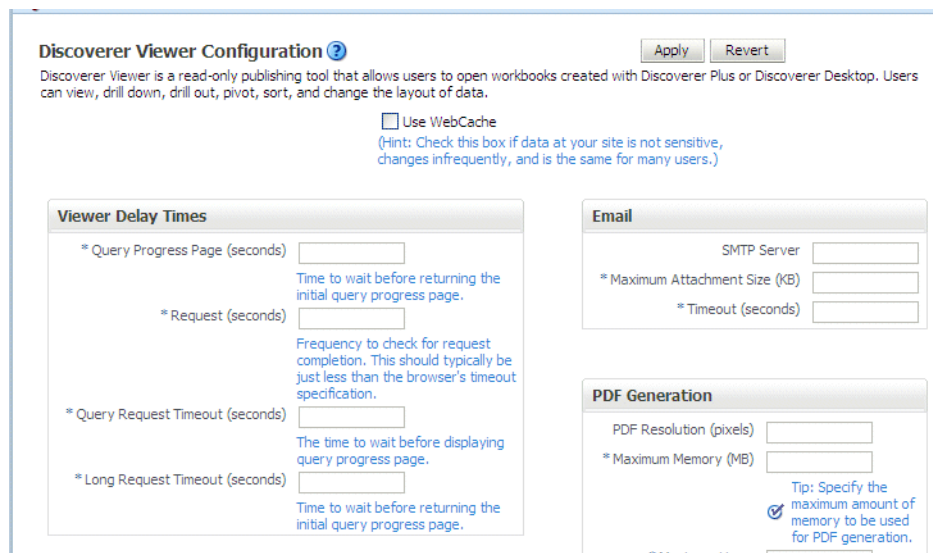 Discoverer Viewer Configuration ?
Apply Revert
Discoverer Viewer is a read-only publishing tool that allows users to open workbooks created with Discoverer Plus or Discoverer Desktop. Users
can view, drill down, drill out, pivot, sort, and change the layout of data.
Use WebCache
(Hint: Check this box if data at your site is not sensitive,
changes infrequently, and is the same for many users.)
Viewer Delay Times
* Query Progress Page (seconds)
Time to wait before returning the
initial query progress page.
* Request (seconds)
Frequency to check for request
completion. This should typically be
just less than the browser's timeout
specification.
* Query Request Timeout (seconds)
The time to wait before displaying
query progress page.
* Long Request Timeout (seconds)
Time to wait before returning the
initial query progress page.
Email
SMTP Server
* Maximum Attachment Size (KB)
* Timeout (seconds)
PDF Generation
PDF Resolution (pixels)
* Maximum Memory (MB)
Tip: Specify the
maximum amount of
memory to be used
for PDF generation.